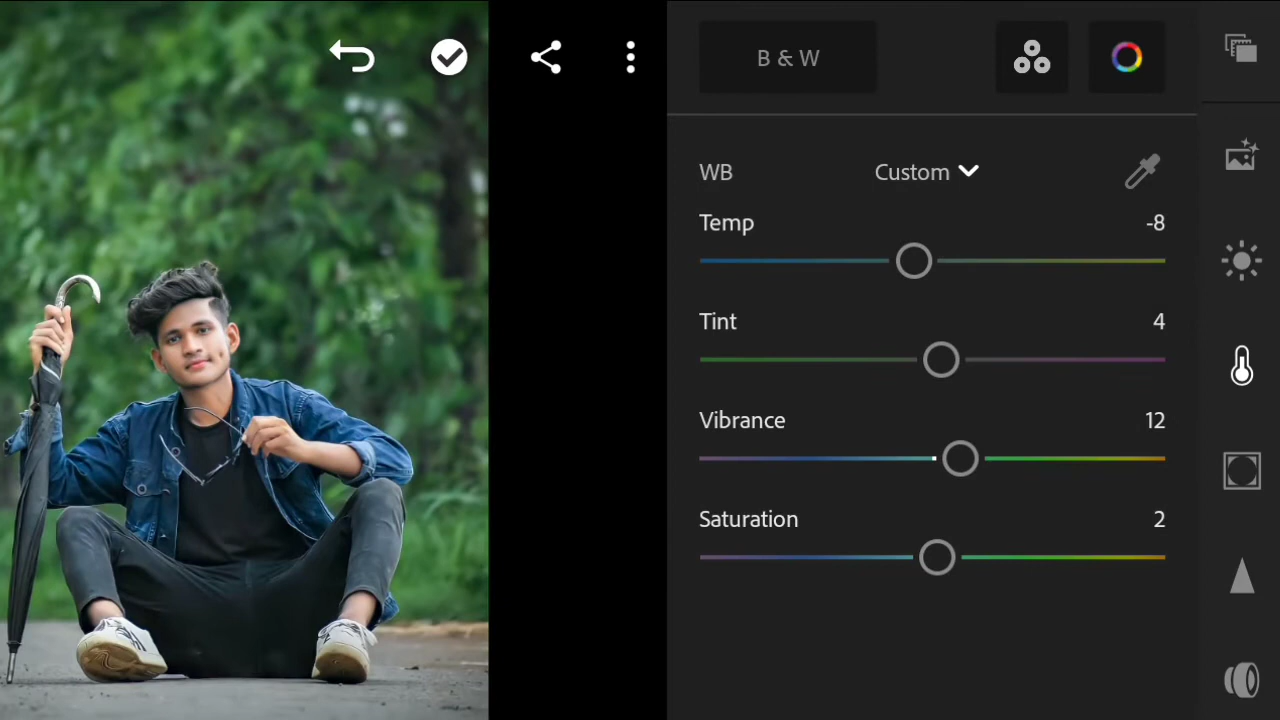 B & W
WB Custom
Temp -8
Tint 4
Vibrance 12
Saturation 2